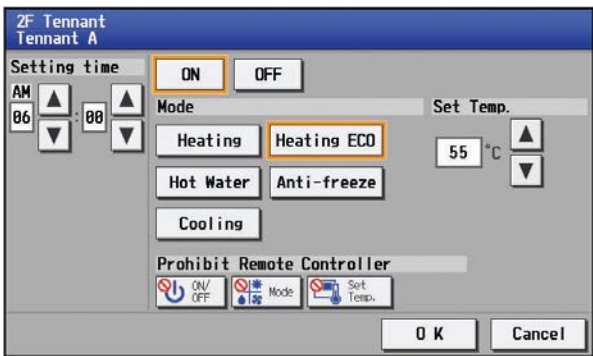 2F Tennant
Tennant A
Setting time
AM
06 : 00
ON OFF
Mode
Heating Heating ECO
Hot Water Anti-freeze
Cooling
Set Temp.
55 °C
Prohibit Remote Controller
ON/
OFF
Mode
Set
Temp.
OK Cancel